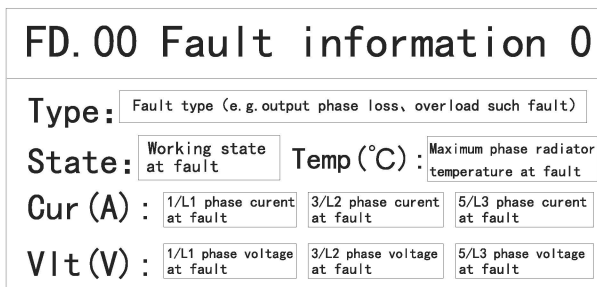 FD.00 Fault information 0
Type: Fault type (e.g.output phase loss、overload such fault)
State: Working state at fault Temp(℃): Maximum phase radiator temperature at fault
Cur(A): 1/L1 phase curent at fault 3/L2 phase curent at fault 5/L3 phase curent at fault
Vlt(V): 1/L1 phase voltage at fault 3/L2 phase voltage at fault 5/L3 phase voltage at fault